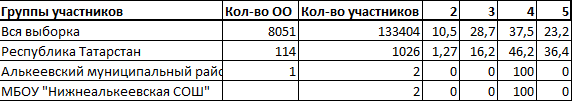 Группы участников Кол-во ОО Кол-во участников 2 3 4 5
Вся выборка 8051 133404 10,5 28,7 37,5 23,2
Республика Татарстан 114 1026 1,27 16,2 46,2 36,4
Алькеевский муниципальный райо 1 2 0 0 100 0
МБОУ "Нижнеалькеевская СОШ" 2 0 0 100 0